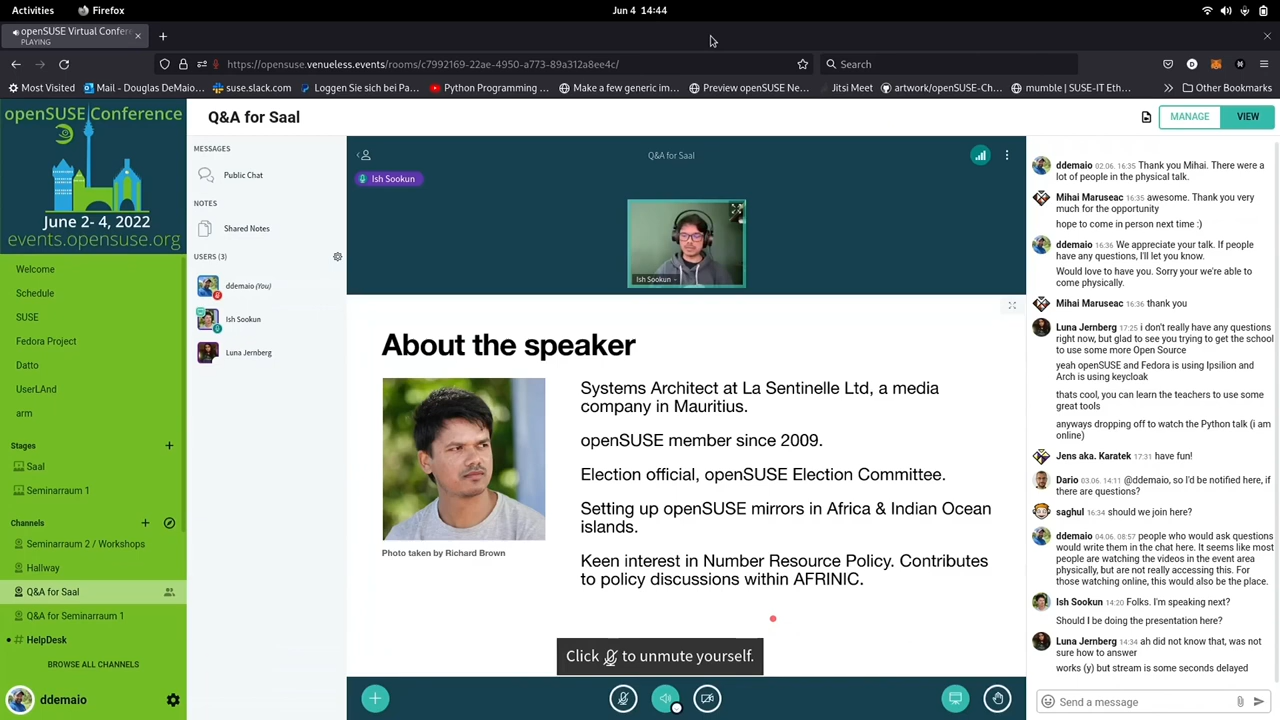 Activities
Firefox
Jun 4 14:44
openSUSE Virtual Confer
PLAYING
https://opensuse.venueless.events/rooms/c7992169-22ae-4950-a773-89a312a8ee4c/
Search
Most Visited
Mail - Douglas DeMaio...
suse.slack.com
Loggen Sie sich bei Pa...
Python Programming ...
Make a few generic im...
Preview openSUSE Ne...
Jitsi Meet
artwork/openSUSE-Ch...
mumble | SUSE-IT Eth...
Other Bookmarks
openSUSE Conference
June 2- 4, 2022
events.opensuse.org
Welcome
Schedule
SUSE
Fedora Project
Datto
UserLAnd
arm
Stages
Saal
Seminarraum 1
Channels
Seminarraum 2 / Workshops
Hallway
Q&A for Saal
Q&A for Seminarraum 1
HelpDesk
BROWSE ALL CHANNELS
ddemaio
Q&A for Saal
MANAGE
VIEW
MESSAGES
Public Chat
NOTES
Shared Notes
USERS (3)
ddemaio (You)
Ish Sookun
Luna Jernberg
Q&A for Saal
Ish Sookun
Ish Sookun
About the speaker
Photo taken by Richard Brown
Systems Architect at La Sentinelle Ltd, a media
company in Mauritius.
openSUSE member since 2009.
Election official, openSUSE Election Committee.
Setting up openSUSE mirrors in Africa & Indian Ocean
islands.
Keen interest in Number Resource Policy. Contributes
to policy discussions within AFRINIC.
Click to unmute yourself.
ddemaio 02.06. 16:35 Thank you Mihai. There were a
lot of people in the physical talk.
Mihai Maruseac 16:35 awesome. Thank you very
much for the opportunity
hope to come in person next time :)
ddemaio 16:36 We appreciate your talk. If people
have any questions, I'll let you know.
Would love to have you. Sorry your we're able to
come physically.
Mihai Maruseac 16:36 thank you
Luna Jernberg 17:25 i don't really have any questions
right now, but glad to see you trying to get the school
to use some more Open Source
yeah openSUSE and Fedora is using Ipsilion and
Arch is using keycloak
thats cool, you can learn the teachers to use some
great tools
anyways dropping off to watch the Python talk (i am
online)
Jens aka. Karatek 17:31 have fun!
Dario 03.06. 14:11 @ddemaio, so I'd be notified here, if
there are questions?
saghul 16:34 should we join here?
ddemaio 04.06. 08:57 people who would ask questions
would write them in the chat here. It seems like most
people are watching the videos in the event area
physically, but are not really accessing this. For
those watching online, this would also be the place.
Ish Sookun 14:20 Folks. I'm speaking next?
Should I be doing the presentation here?
Luna Jernberg 14:34 ah did not know that, was not
sure how to answer
works (y) but stream is some seconds delayed
Send a message